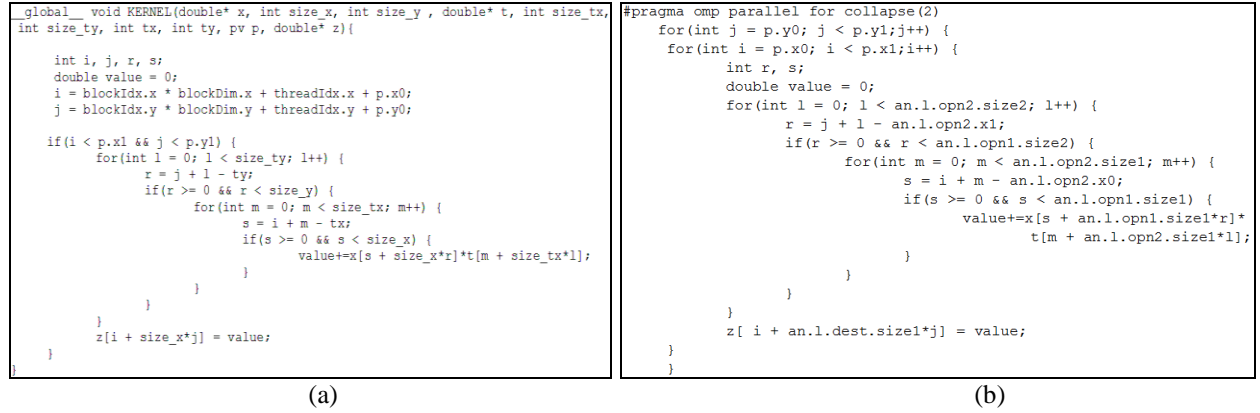 __global__ void KERNEL(double* x, int size_x, int size_y , double* t, int size_tx,
int size_ty, int tx, int ty, pv p, double* z){
int i, j, r, s;
double value = 0;
i = blockIdx.x * blockDim.x + threadIdx.x + p.x0;
j = blockIdx.y * blockDim.y + threadIdx.y + p.y0;
if(i < p.x1 && j < p.y1) {
for(int l = 0; l < size_ty; l++) {
r = j + l - ty;
if(r >= 0 && r < size_y) {
for(int m = 0; m < size_tx; m++) {
s = i + m - tx;
if(s >= 0 && s < size_x) {
value+=x[s + size_x*r]*t[m + size_tx*l];
}
}
}
}
z[i + size_x*j] = value;
}
}
(a)
#pragma omp parallel for collapse(2)
for(int j = p.y0; j < p.y1;j++) {
for(int i = p.x0; i < p.x1;i++) {
int r, s;
double value = 0;
for(int l = 0; l < an.l.opn2.size2; l++) {
r = j + l - an.l.opn2.x1;
if(r >= 0 && r < an.l.opn1.size2) {
for(int m = 0; m < an.l.opn2.size1; m++) {
s = i + m - an.l.opn2.x0;
if(s >= 0 && s < an.l.opn1.size1) {
value+=x[s + an.l.opn1.size1*r]*
t[m + an.l.opn2.size1*l];
}
}
}
}
z[ i + an.l.dest.size1*j] = value;
}
}
(b)